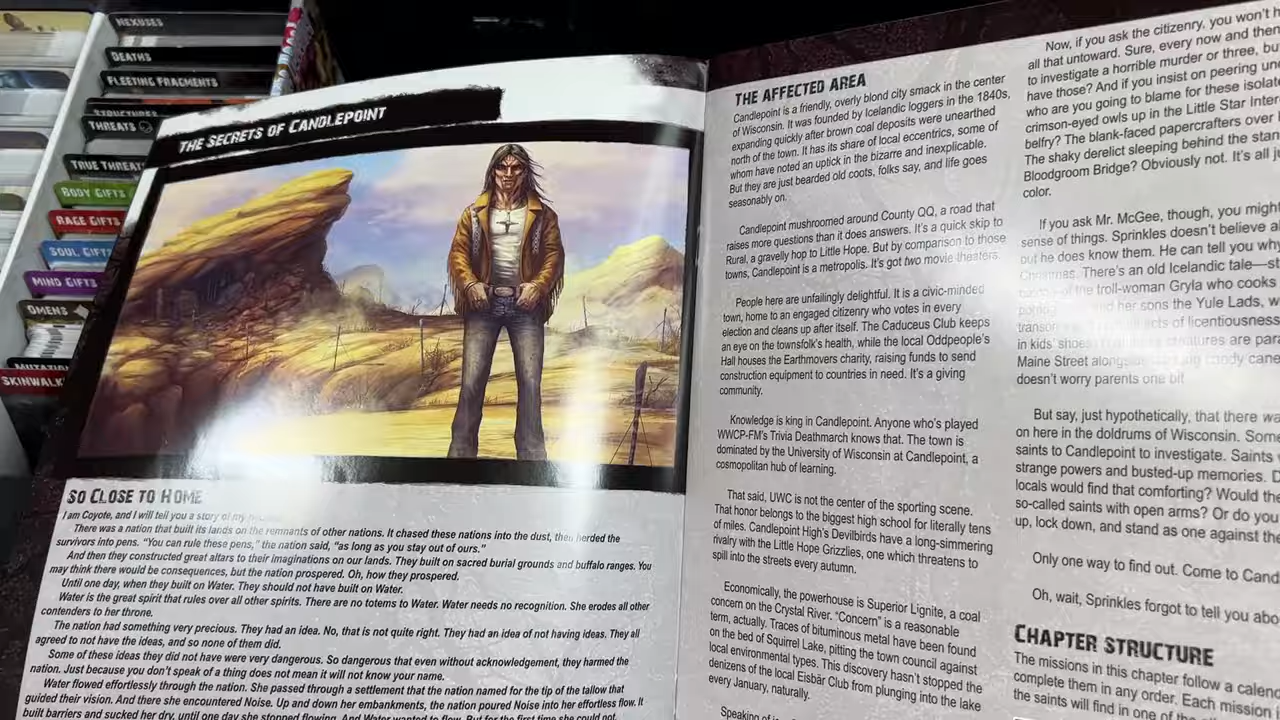 NEXUSES
DEATHS
FLEETING FRAGMENTS
STRUCTURES
THREATS
TRUE THREATS
BODY GIFTS
RAGE GIFTS
SOUL GIFTS
MIND GIFTS
OMENS
MUTATIONS
SKINWALK
THE SECRETS OF CANDLEPOINT
SO CLOSE TO HOME
I am Coyote, and I will tell you a story of my
There was a nation that built its lands on the remnants of other nations. It chased these nations into the dust, then herded the
survivors into pens. "You can rule these pens," the nation said, "as long as you stay out of ours."
And then they constructed great altars to their imaginations on our lands. They built on sacred burial grounds and buffalo ranges. You
may think there would be consequences, but the nation prospered. Oh, how they prospered.
Until one day, when they built on Water. They should not have built on Water.
Water is the great spirit that rules over all other spirits. There are no totems to Water. Water needs no recognition. She erodes all other
contenders to her throne.
The nation had something very precious. They had an idea. No, that is not quite right. They had an idea of not having ideas. They all
agreed to not have the ideas, and so none of them did.
Some of these ideas they did not have were very dangerous. So dangerous that even without acknowledgement, they harmed the
nation. Just because you don't speak of a thing does not mean it will not know your name.
Water flowed effortlessly through the nation. She passed through a settlement that the nation named for the tip of the tallow that
guided their vision. And there she encountered Noise. Up and down her embankments, the nation poured Noise into her effortless flow. It
built barriers and sucked her dry, until one day she stopped flowing. And Water wanted to flow. But for the first time she could not.
THE AFFECTED AREA
Candlepoint is a friendly, overly blond city smack in the center
of Wisconsin. It was founded by Icelandic loggers in the 1840s,
expanding quickly after brown coal deposits were unearthed
north of the town. It has its share of local eccentrics, some of
whom have noted an uptick in the bizarre and inexplicable.
But they are just bearded old coots, folks say, and life goes
seasonably on.
Candlepoint mushroomed around County QQ, a road that
raises more questions than it does answers. It's a quick skip to
Rural, a gravelly hop to Little Hope. But by comparison to those
towns, Candlepoint is a metropolis. It's got two movie theaters.
People here are unfailingly delightful. It is a civic-minded
town, home to an engaged citizenry who votes in every
election and cleans up after itself. The Caduceus Club keeps
an eye on the townsfolk's health, while the local Oddpeople's
Hall houses the Earthmovers charity, raising funds to send
construction equipment to countries in need. It's a giving
community.
Knowledge is king in Candlepoint. Anyone who's played
WWCP-FM's Trivia Deathmarch knows that. The town is
dominated by the University of Wisconsin at Candlepoint, a
cosmopolitan hub of learning.
That said, UWC is not the center of the sporting scene.
That honor belongs to the biggest high school for literally tens
of miles. Candlepoint High's Devilbirds have a long-simmering
rivalry with the Little Hope Grizzlies, one which threatens to
spill into the streets every autumn.
Economically, the powerhouse is Superior Lignite, a coal
concern on the Crystal River. "Concern" is a reasonable
term, actually. Traces of bituminous metal have been found
on the bed of Squirrel Lake, pitting the town council against
local environmental types. This discovery hasn't stopped the
denizens of the local Eisbär Club from plunging into the lake
every January, naturally.
Speaking of
Now, if you ask the citizenry, you won't h
all that untoward. Sure, every now and then
to investigate a horrible murder or three, bu
have those? And if you insist on peering un
who are you going to blame for these isola
crimson-eyed owls up in the Little Star Inter
belfry? The blank-faced papercrafters over
The shaky derelict sleeping behind the sta
Bloodgroom Bridge? Obviously not. It's all j
color.
If you ask Mr. McGee, though, you might
sense of things. Sprinkles doesn't believe a
but he does know them. He can tell you why
Christmas. There's an old Icelandic tale—st
of the troll-woman Gryla who cooks
her sons the Yule Lads, w
acts of licentiousness
in kids' shoes creatures are para
Maine Street candy cane
doesn't worry parents one bit.
But say, just hypothetically, that there wa
on here in the doldrums of Wisconsin. Som
saints to Candlepoint to investigate. Saints
strange powers and busted-up memories. D
locals would find that comforting? Would the
so-called saints with open arms? Or do you
up, lock down, and stand as one against the
Only one way to find out. Come to Cand
Oh, wait, Sprinkles forgot to tell you abo
CHAPTER STRUCTURE
The missions in this chapter follow a calen
complete them in any order. Each mission
the saints will find in one of the